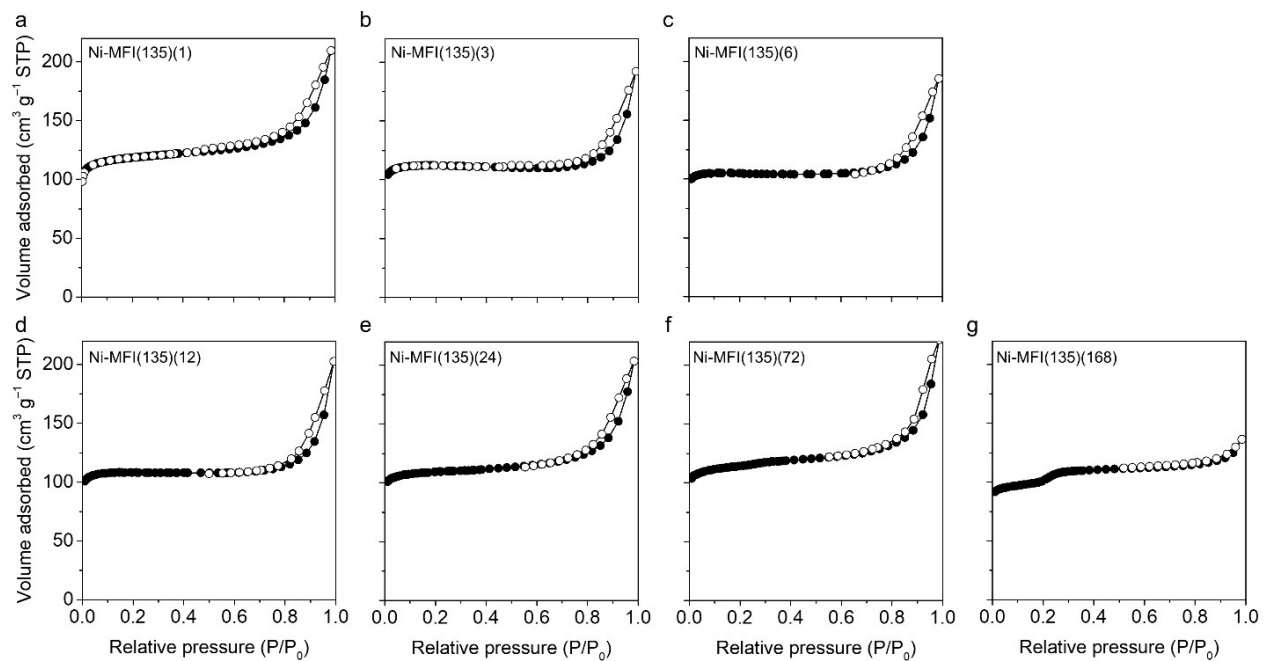 a
b
c
Ni-MFI(135)(1)
Ni-MFI(135)(3)
Ni-MFI(135)(6)
Volume adsorbed (cm³ g⁻¹ STP)
200
150
100
50
0
d
e
f
g
Ni-MFI(135)(12)
Ni-MFI(135)(24)
Ni-MFI(135)(72)
Ni-MFI(135)(168)
Volume adsorbed (cm³ g⁻¹ STP)
200
150
100
50
0
0.0 0.2 0.4 0.6 0.8 1.0
0.0 0.2 0.4 0.6 0.8 1.0
0.0 0.2 0.4 0.6 0.8 1.0
0.0 0.2 0.4 0.6 0.8 1.0
Relative pressure (P/P₀)
Relative pressure (P/P₀)
Relative pressure (P/P₀)
Relative pressure (P/P₀)